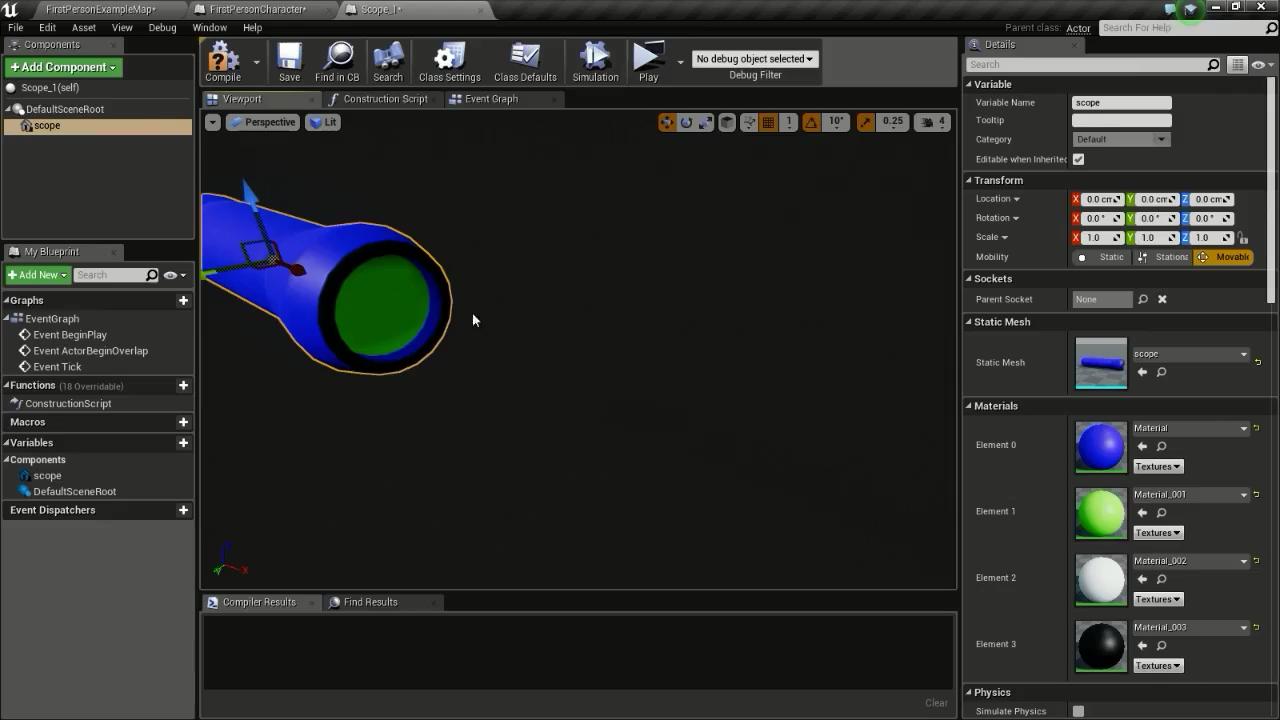 FirstPersonExampleMap*
FirstPersonCharacter*
Scope_1*
File Edit Asset View Debug Window Help
Parent class: Actor
Search For Help
Components
+ Add Component
Scope_1(self)
DefaultSceneRoot
scope
My Blueprint
+ Add New
Search
Graphs
EventGraph
Event BeginPlay
Event ActorBeginOverlap
Event Tick
Functions (18 Overridable)
ConstructionScript
Macros
Variables
Components
scope
DefaultSceneRoot
Event Dispatchers
Compile
Save
Find in CB
Search
Class Settings
Class Defaults
Simulation
Play
No debug object selected
Debug Filter
Viewport
Construction Script
Event Graph
Perspective
Lit
1
10°
0.25
4
Z
X
Compiler Results
Find Results
Clear
Details
Search
Variable
Variable Name scope
Tooltip
Category Default
Editable when Inherited
Transform
Location X 0.0 cm Y 0.0 cm Z 0.0 cm
Rotation X 0.0 ° Y 0.0 ° Z 0.0 °
Scale X 1.0 Y 1.0 Z 1.0
Mobility Static Stationa Movable
Sockets
Parent Socket None
Static Mesh
Static Mesh scope
Materials
Element 0 Material
Textures
Element 1 Material_001
Textures
Element 2 Material_002
Textures
Element 3 Material_003
Textures
Physics
Simulate Physics